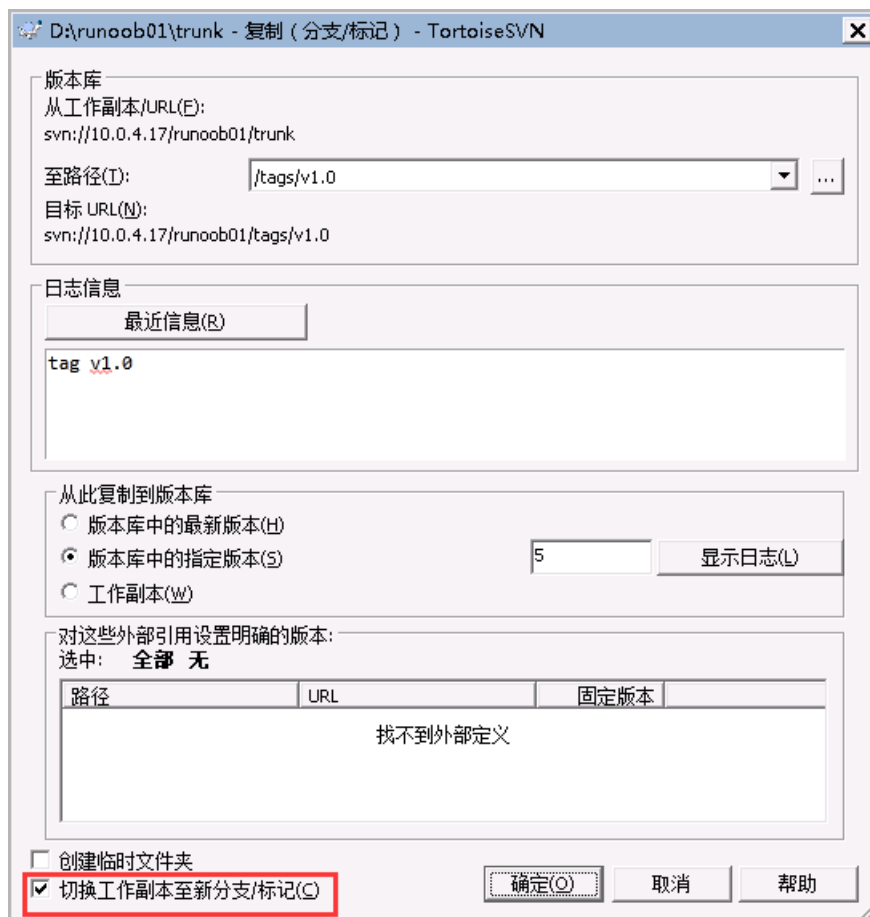 D:\runoob01\trunk - 复制（分支/标记） - TortoiseSVN
版本库
从工作副本/URL(F):
svn://10.0.4.17/runoob01/trunk
至路径(T): /tags/v1.0 ...
目标 URL(N):
svn://10.0.4.17/runoob01/tags/v1.0
日志信息
最近信息(R)
tag v1.0
从此复制到版本库
版本库中的最新版本(H)
版本库中的指定版本(S) 5 显示日志(L)
工作副本(W)
对这些外部引用设置明确的版本:
选中: 全部 无
路径 URL 固定版本
找不到外部定义
创建临时文件夹
切换工作副本至新分支/标记(C)
确定(O) 取消 帮助